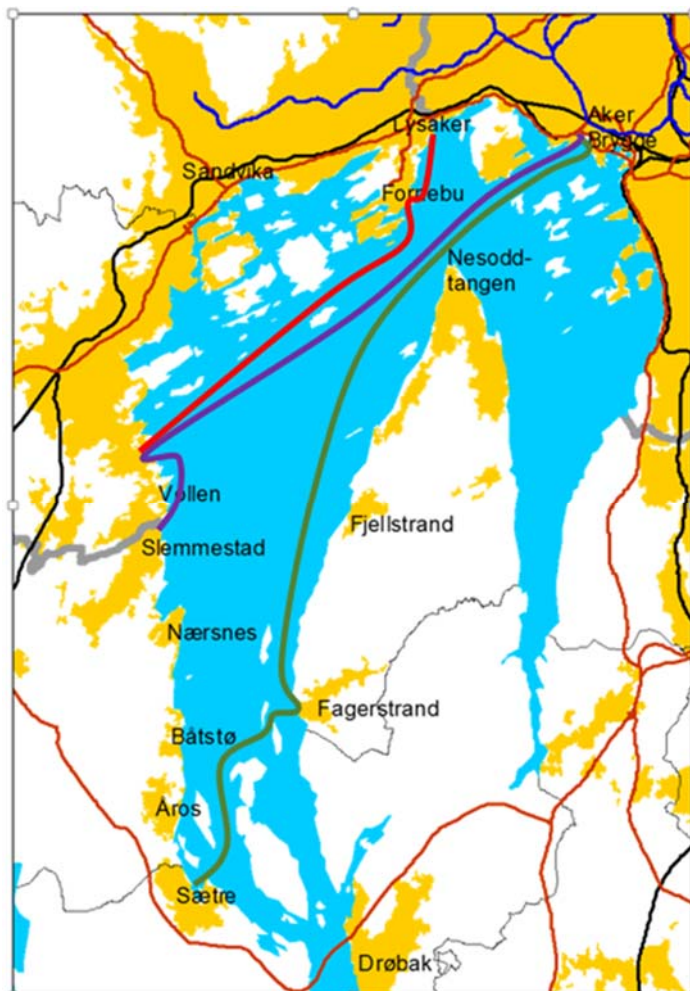 Aker
Brygge
Lysaker
Sandvika
Fornebu
Nesodd-
tangen
Vollen
Fjellstrand
Slemmestad
Nærsnes
Fagerstrand
Båtstø
Åros
Sætre
Drøbak